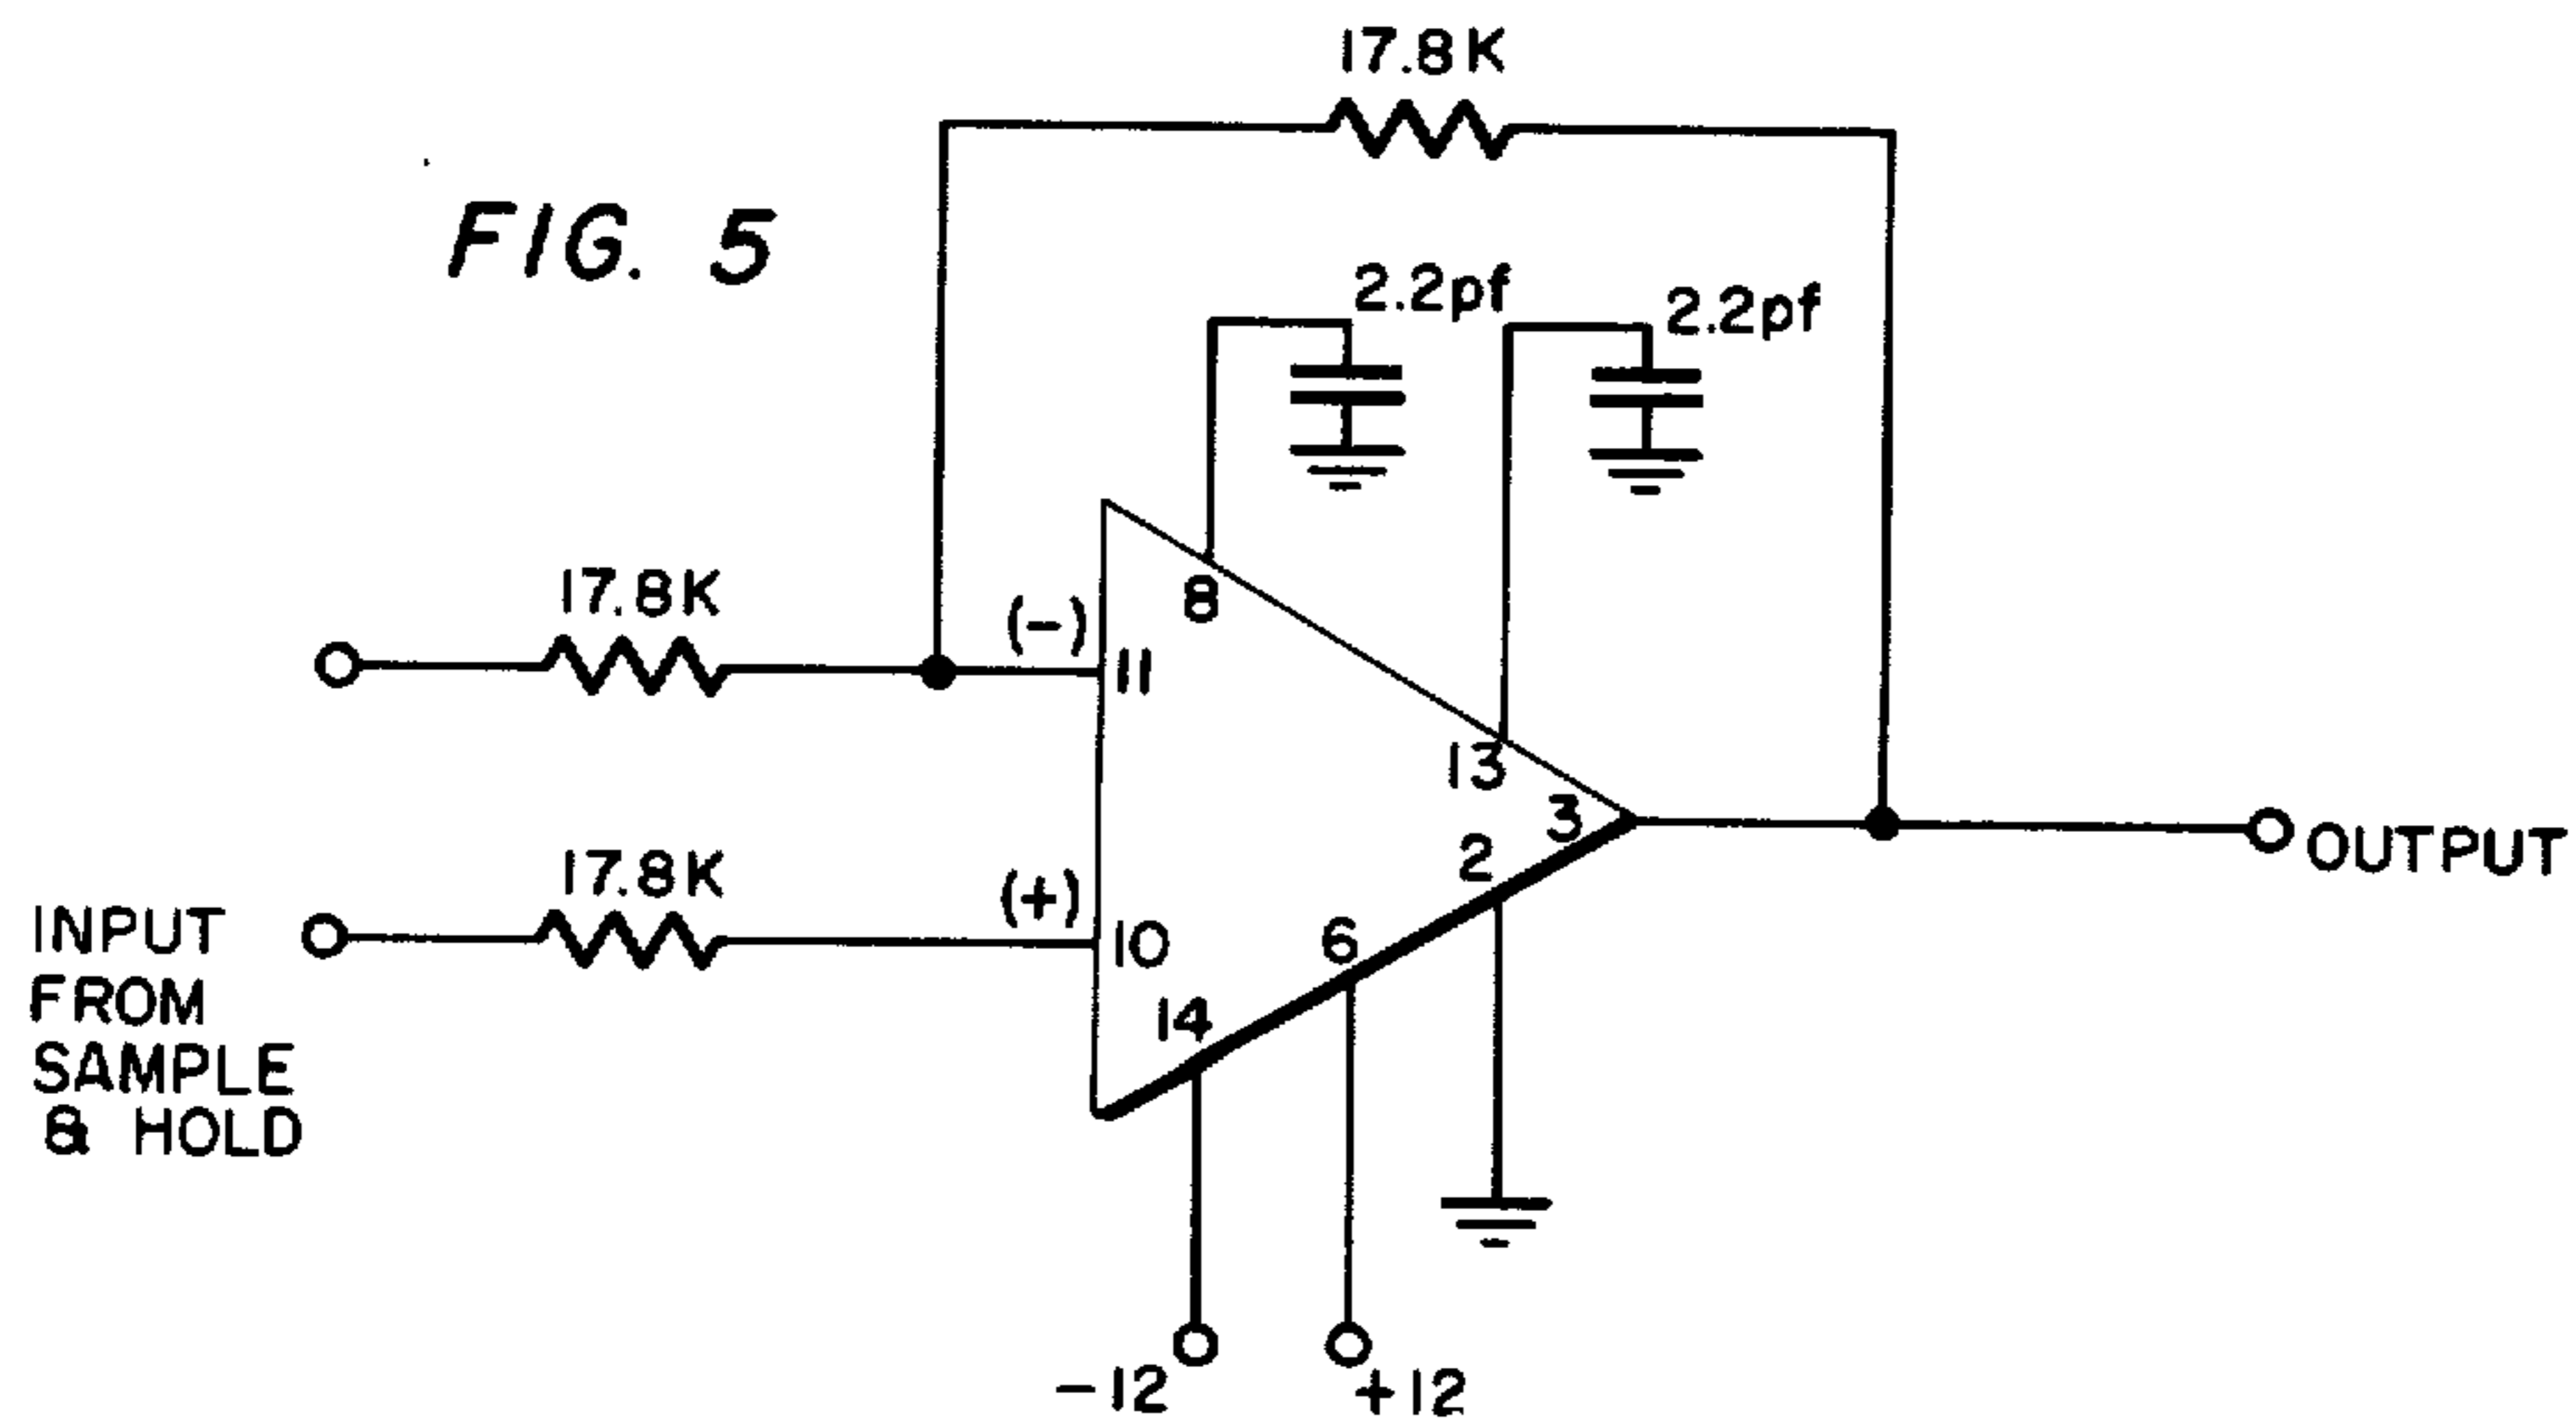 17.8K
FIG. 5
2.2pf
2.2pf
17.8K
(-)
8
11
13
3
17.8K
(+)
2
OUTPUT
INPUT
FROM
SAMPLE
& HOLD
10
6
14
-12
+12